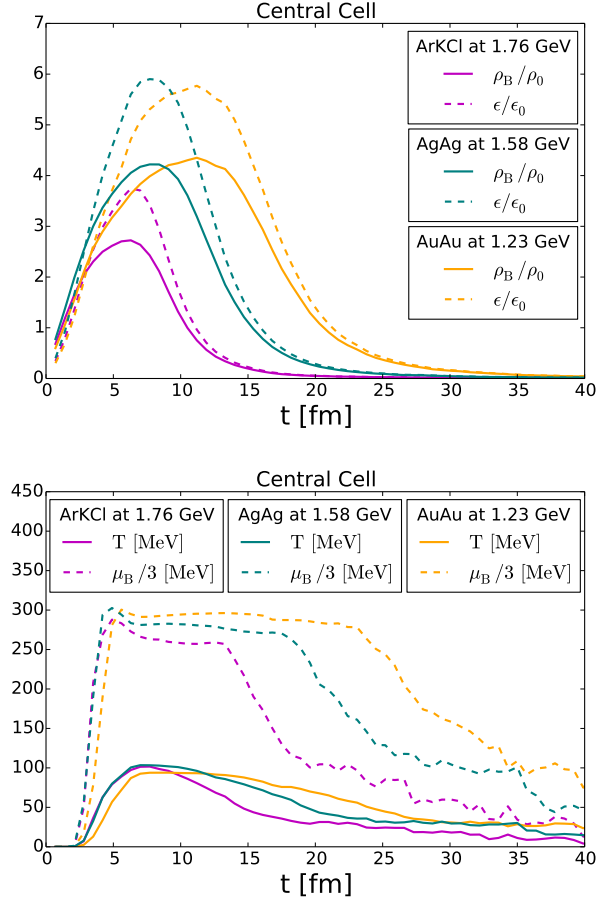 Central Cell
7
6
5
4
3
2
1
0
ArKCl at 1.76 GeV
ρB/ρ0
ϵ/ϵ0
AgAg at 1.58 GeV
ρB/ρ0
ϵ/ϵ0
AuAu at 1.23 GeV
ρB/ρ0
ϵ/ϵ0
0 5 10 15 20 25 30 35 40
t [fm]
Central Cell
450
400
350
300
250
200
150
100
50
0
ArKCl at 1.76 GeV
T [MeV]
μB/3 [MeV]
AgAg at 1.58 GeV
T [MeV]
μB/3 [MeV]
AuAu at 1.23 GeV
T [MeV]
μB/3 [MeV]
0 5 10 15 20 25 30 35 40
t [fm]